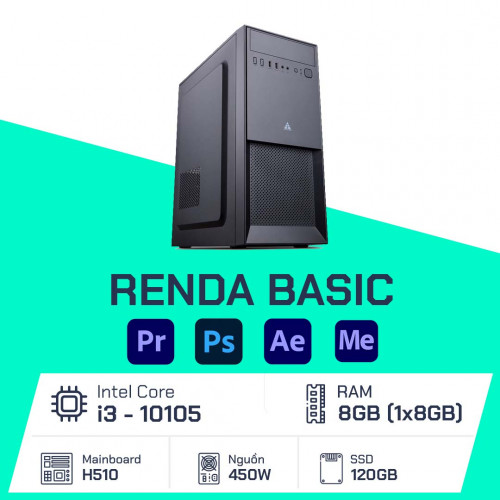 RENDA BASIC
Pr Ps Ae Me
Intel Core
i3 - 10105
RAM
8GB (1x8GB)
Mainboard
H510
Nguồn
450W
SSD
120GB